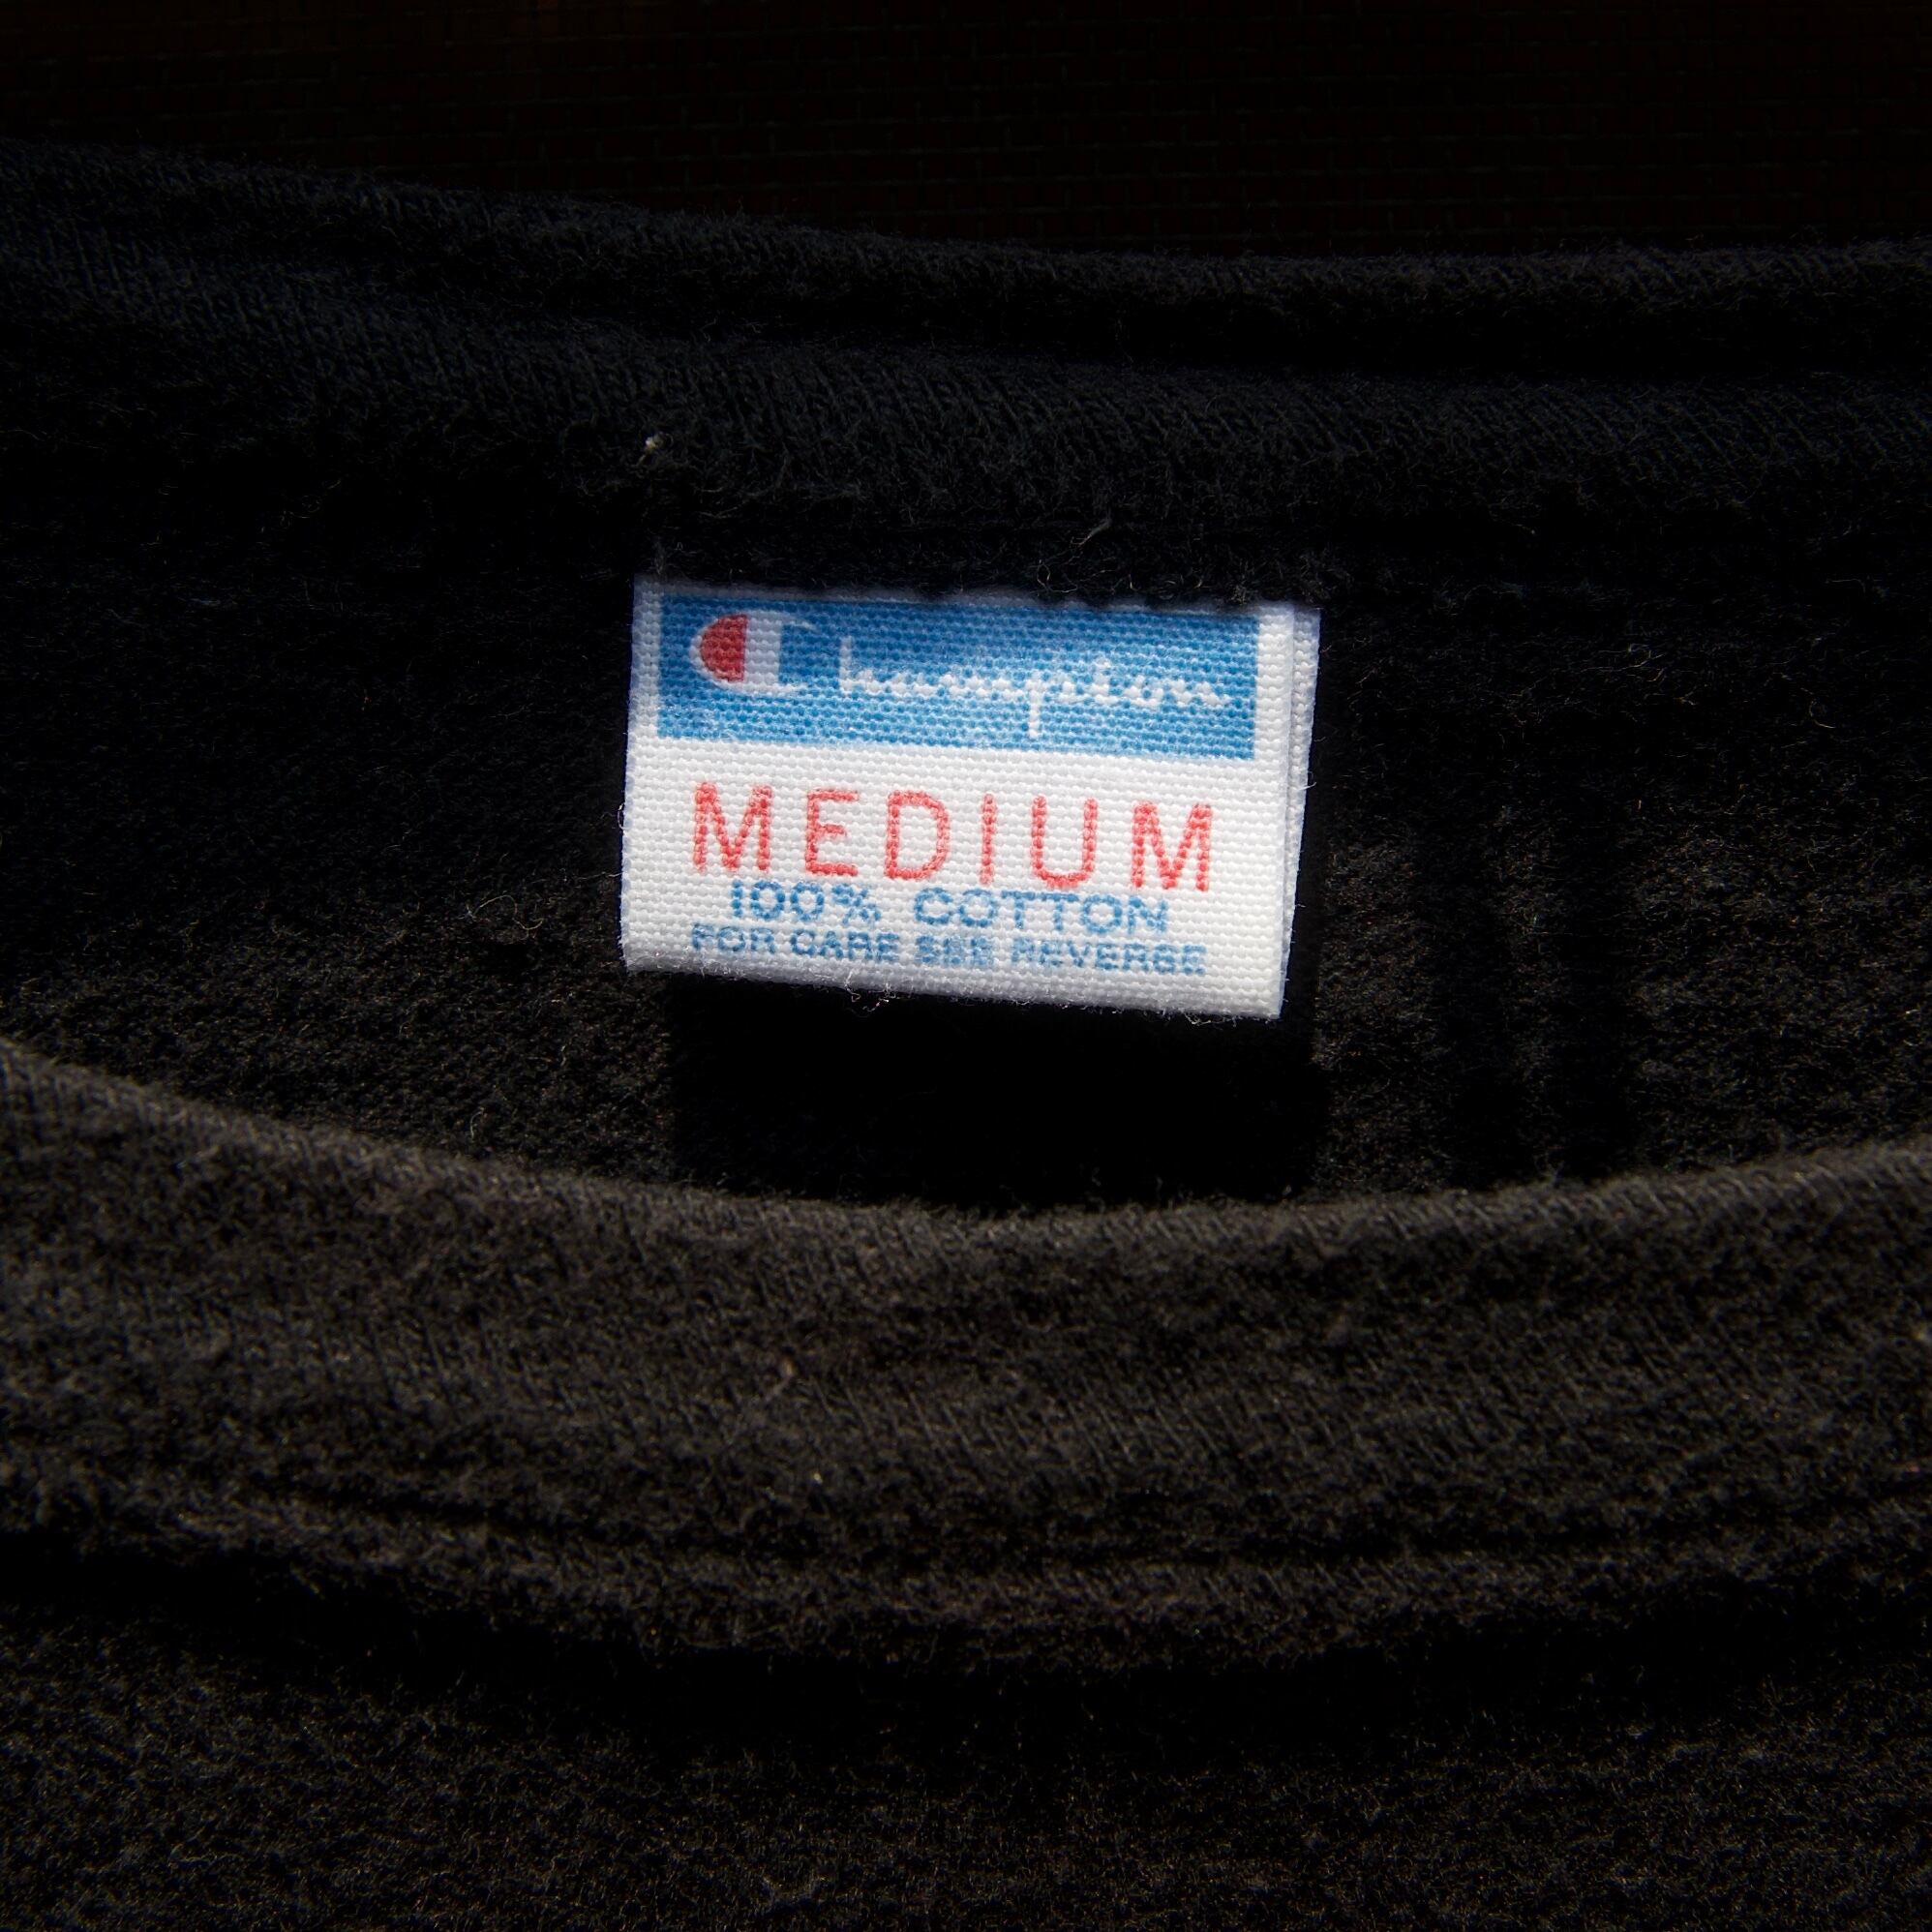 Champion
MEDIUM
100% COTTON
FOR CARE SEE REVERSE